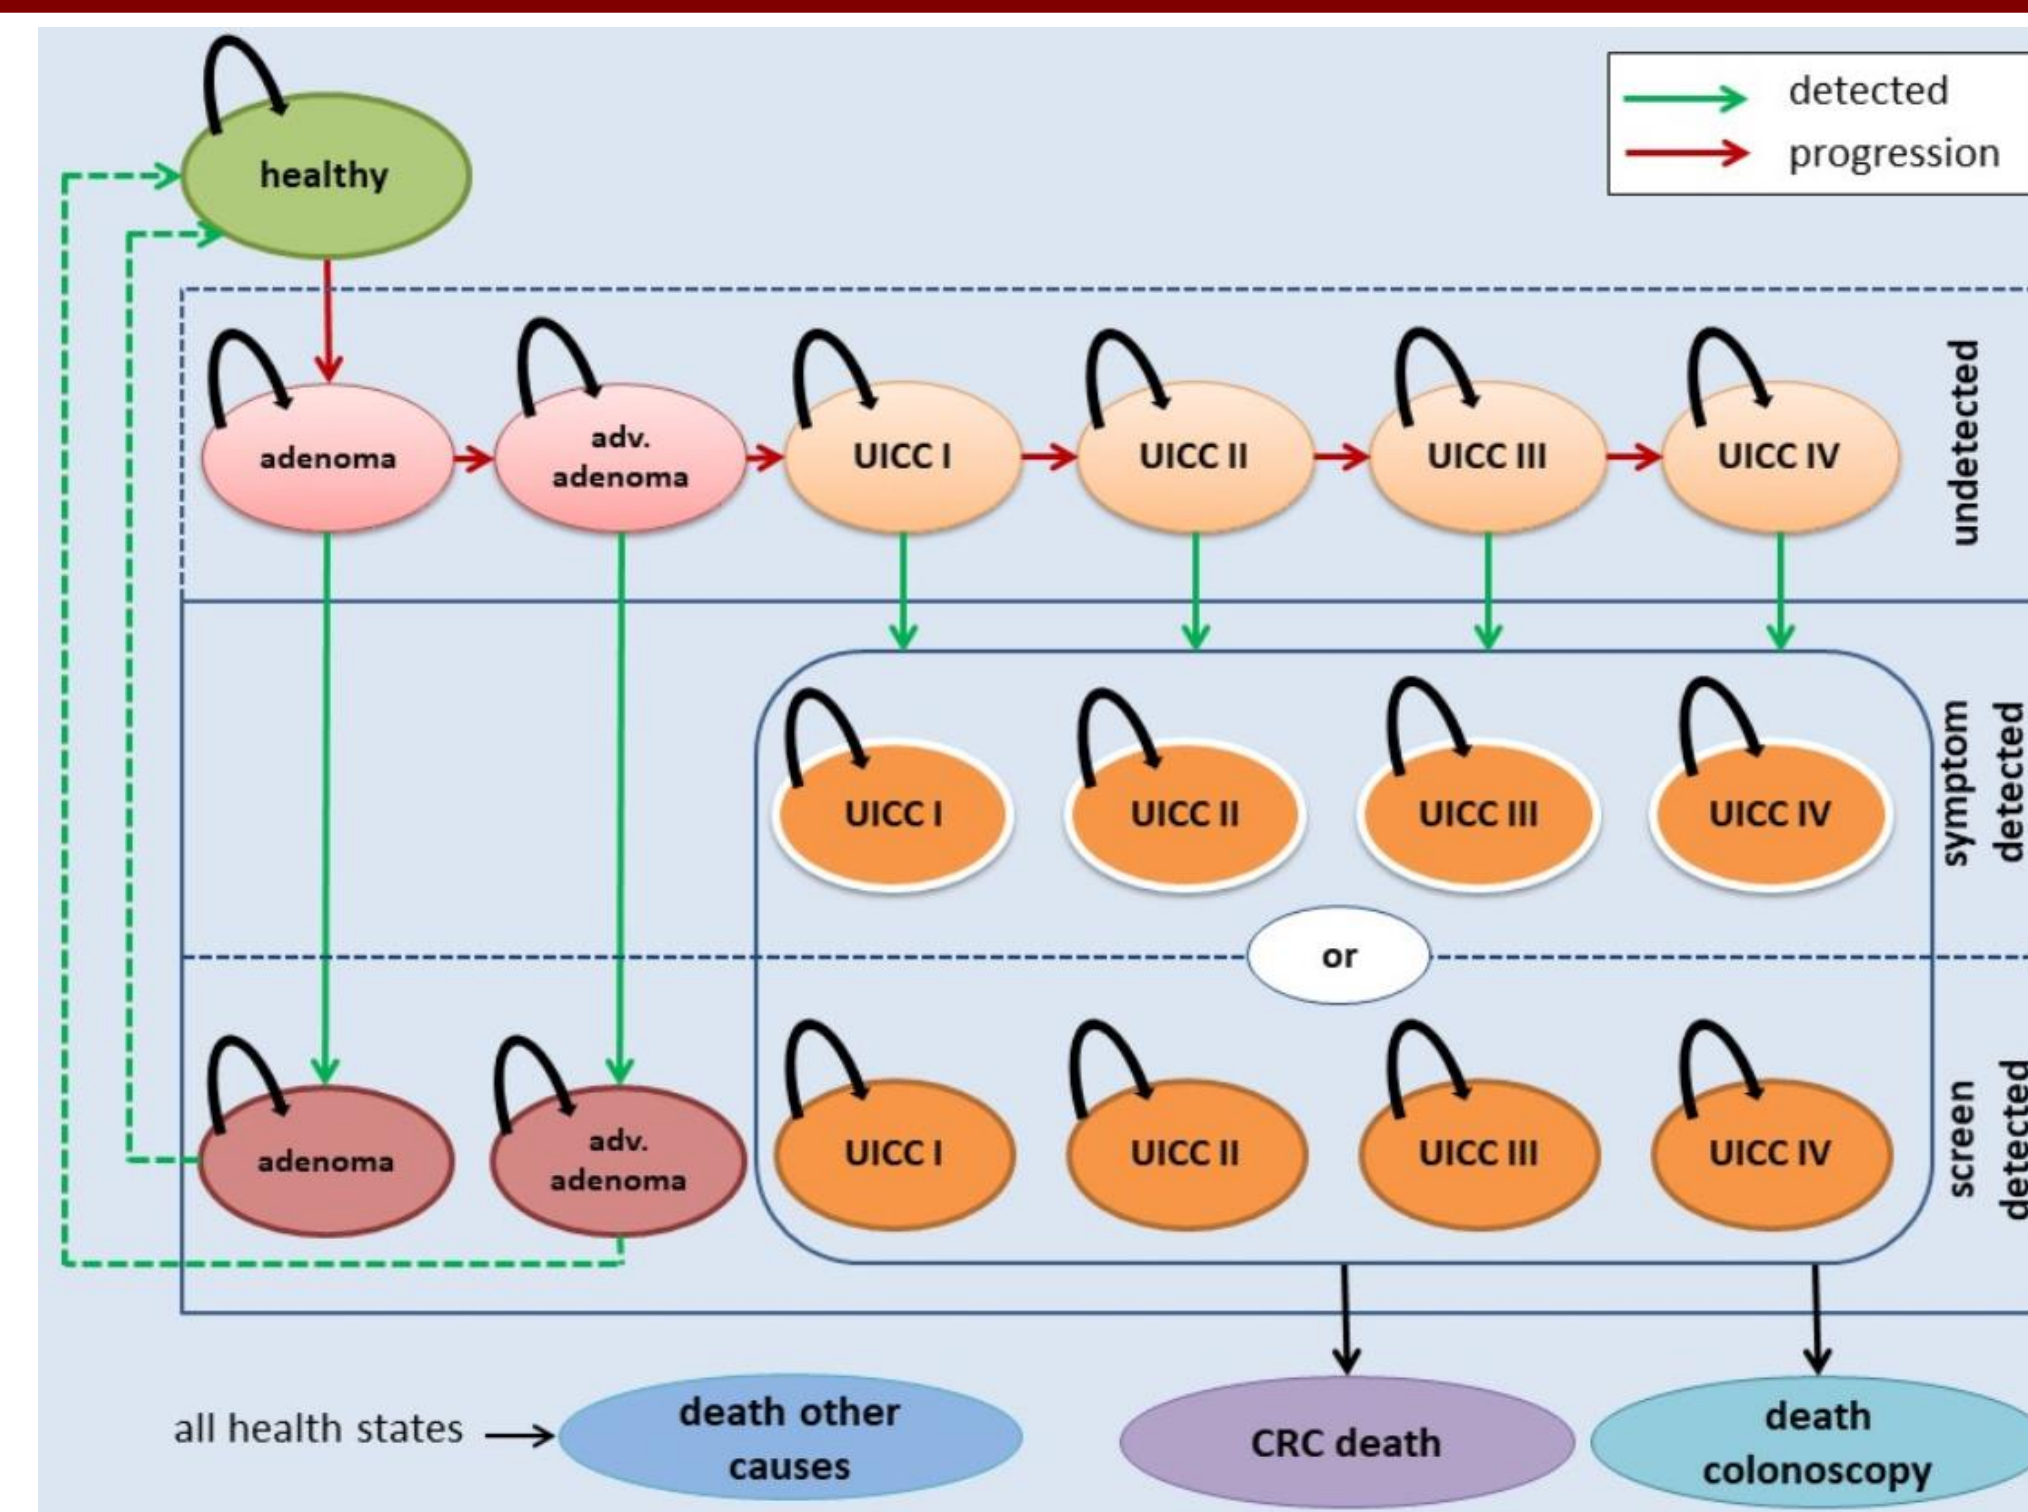 detected
progression
healthy
undetected
adenoma
adv.
adenoma
UICC I
UICC II
UICC III
UICC IV
symptom
detected
UICC I
UICC II
UICC III
UICC IV
or
screen
detected
adenoma
adv.
adenoma
UICC I
UICC II
UICC III
UICC IV
all health states
death other
causes
CRC death
death
colonoscopy